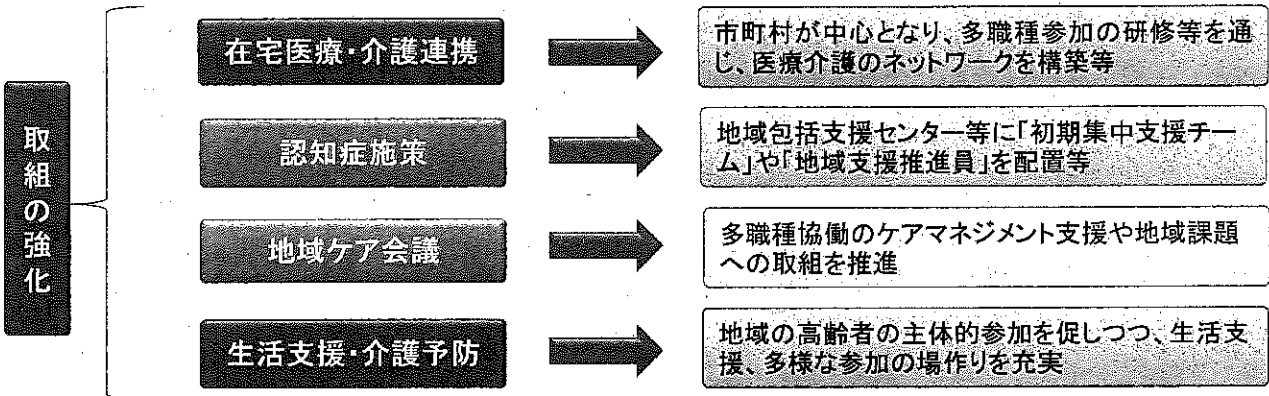 取組の強化
在宅医療・介護連携
市町村が中心となり、多職種参加の研修等を通
じ、医療介護のネットワークを構築等
認知症施策
地域包括支援センター等に「初期集中支援チー
ム」や「地域支援推進員」を配置等
地域ケア会議
多職種協働のケアマネジメント支援や地域課題
への取組を推進
生活支援・介護予防
地域の高齢者の主体的参加を促しつつ、生活支
援、多様な参加の場作りを充実